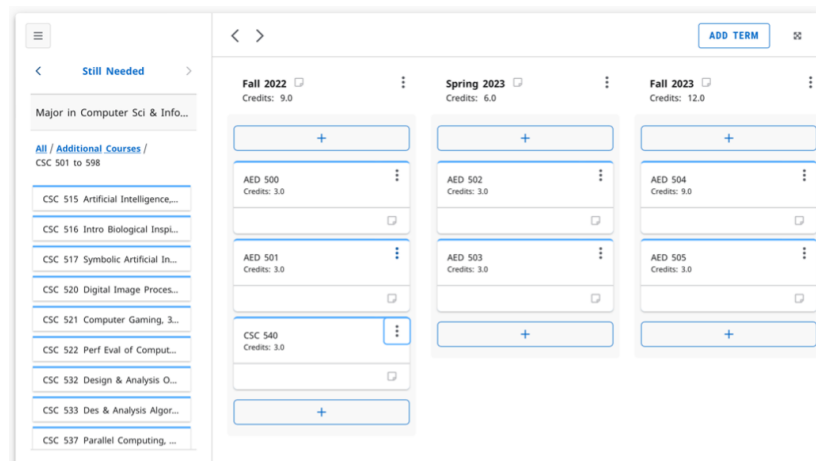 ADD TERM
Still Needed
Major in Computer Sci & Info...
All / Additional Courses /
CSC 501 to 598
CSC 515 Artificial Intelligence,...
CSC 516 Intro Biological Inspi...
CSC 517 Symbolic Artificial In...
CSC 520 Digital Image Proces...
CSC 521 Computer Gaming, 3...
CSC 522 Perf Eval of Comput...
CSC 532 Design & Analysis O...
CSC 533 Des & Analysis Algor...
CSC 537 Parallel Computing, ...
Fall 2022
Credits: 9.0
+
AED 500
Credits: 3.0
AED 501
Credits: 3.0
CSC 540
Credits: 3.0
+
Spring 2023
Credits: 6.0
+
AED 502
Credits: 3.0
AED 503
Credits: 3.0
+
Fall 2023
Credits: 12.0
+
AED 504
Credits: 9.0
AED 505
Credits: 3.0
+